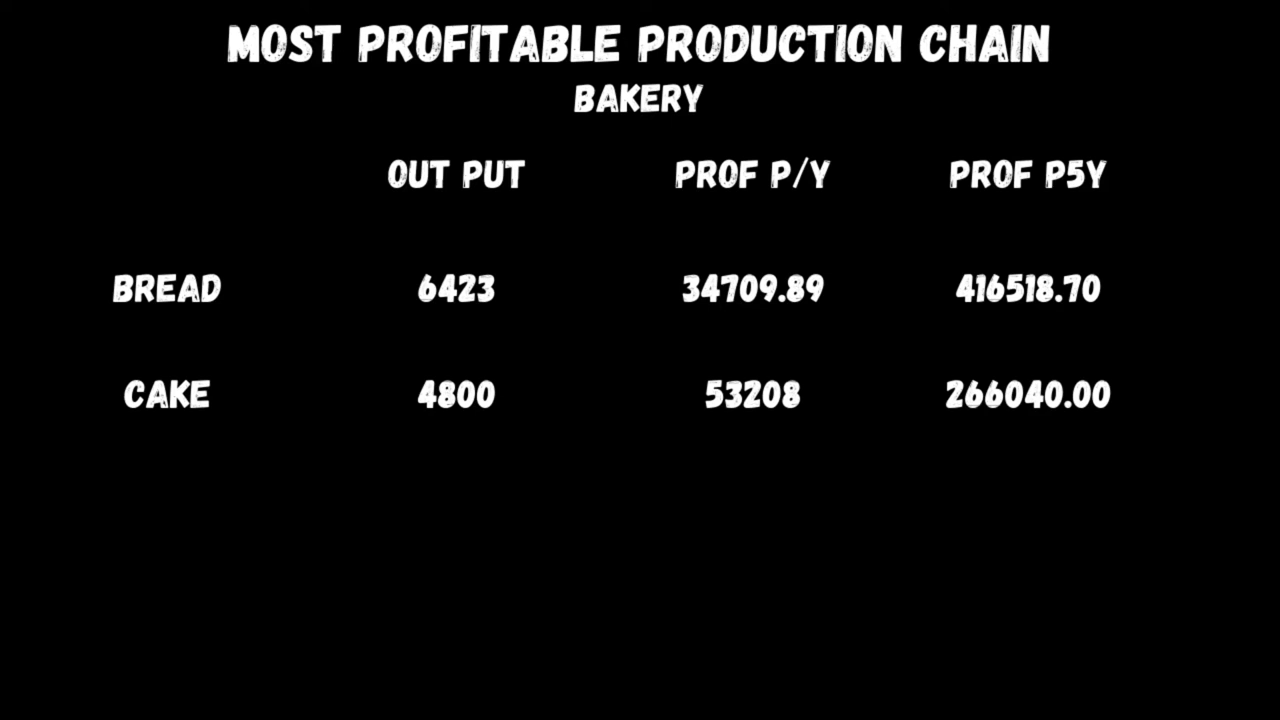 MOST PROFITABLE PRODUCTION CHAIN
BAKERY
OUT PUT PROF P/Y PROF P5Y
BREAD 6423 34709.89 416518.70
CAKE 4800 53208 266040.00